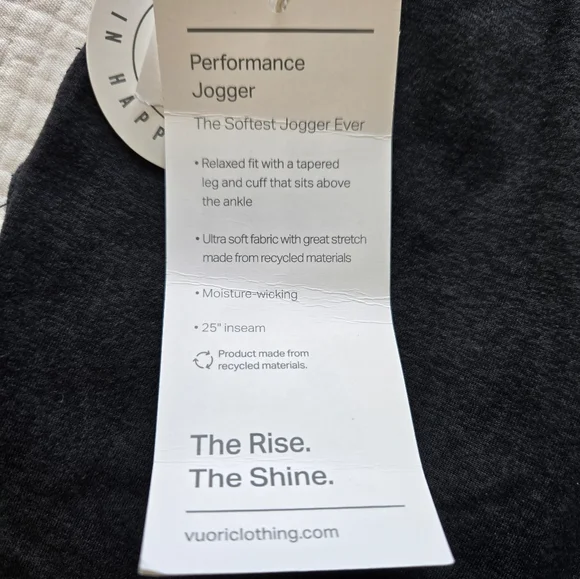 IN
HAPP
Performance
Jogger
The Softest Jogger Ever
• Relaxed fit with a tapered
leg and cuff that sits above
the ankle
• Ultra soft fabric with great stretch
made from recycled materials
• Moisture-wicking
• 25" inseam
Product made from
recycled materials.
The Rise.
The Shine.
vuoriclothing.com